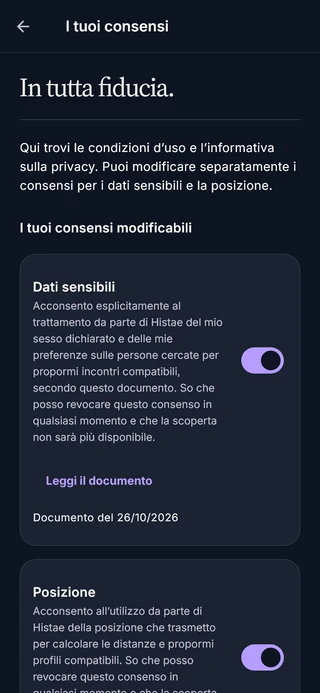 I tuoi consensi
In tutta fiducia.
Qui trovi le condizioni d’uso e l’informativa
sulla privacy. Puoi modificare separatamente i
consensi per i dati sensibili e la posizione.
I tuoi consensi modificabili
Dati sensibili
Acconsento esplicitamente al
trattamento da parte di Histae del mio
sesso dichiarato e delle mie
preferenze sulle persone cercate per
propormi incontri compatibili,
secondo questo documento. So che
posso revocare questo consenso in
qualsiasi momento e che la scoperta
non sarà più disponibile.
Leggi il documento
Documento del 26/10/2026
Posizione
Acconsento all’utilizzo da parte di
Histae della posizione che trasmetto
per calcolare le distanze e propormi
profili compatibili. So che posso
revocare questo consenso in
qualsiasi momento e che la scoperta